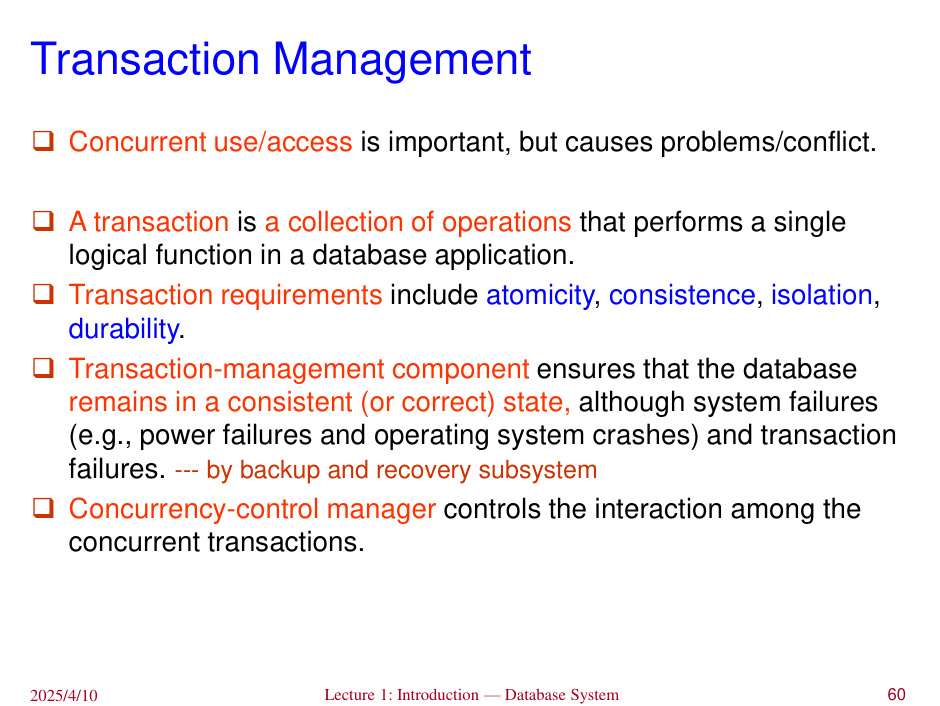 Transaction Management
❑ Concurrent use/access is important, but causes problems/conflict.
❑ A transaction is a collection of operations that performs a single
logical function in a database application.
❑ Transaction requirements include atomicity, consistence, isolation,
durability.
❑ Transaction-management component ensures that the database
remains in a consistent (or correct) state, although system failures
(e.g., power failures and operating system crashes) and transaction
failures. --- by backup and recovery subsystem
❑ Concurrency-control manager controls the interaction among the
concurrent transactions.
2025/4/10 Lecture 1: Introduction — Database System 60